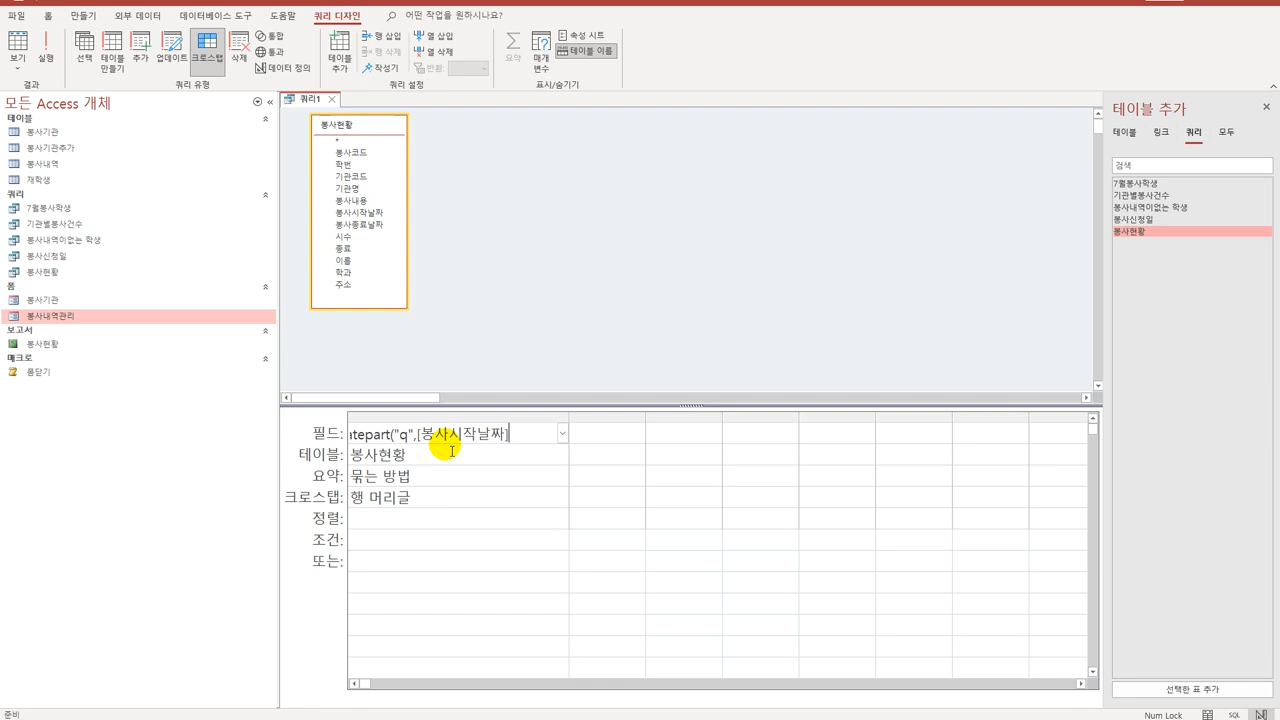 파일 홈 만들기 외부 데이터 데이터베이스 도구 도움말 쿼리 디자인 어떤 작업을 원하시나요?
보기 실행 선택 테이블 만들기 추가 업데이트 크로스탭 삭제 통합 통과 데이터 정의 테이블 추가 행 삽입 행 삭제 작성기 열 삽입 열 삭제 반환: 요약 매개 변수 속성 시트 테이블 이름
결과 쿼리 유형 쿼리 설정 표시/숨기기
모든 Access 개체
테이블
봉사기관
봉사기관추가
봉사내역
재학생
쿼리
7월봉사학생
기관별봉사건수
봉사내역이없는 학생
봉사신청일
봉사현황
폼
봉사기관
봉사내역관리
보고서
봉사현황
매크로
폼닫기
쿼리1
봉사현황
*
봉사코드
학번
기관코드
기관명
봉사내용
봉사시작날짜
봉사종료날짜
시수
종료
이름
학과
주소
필드: atepart("q",[봉사시작날짜]
테이블: 봉사현황
요약: 묶는 방법
크로스탭: 행 머리글
정렬:
조건:
또는:
테이블 추가
테이블 링크 쿼리 모두
검색
7월봉사학생
기관별봉사건수
봉사내역이없는 학생
봉사신청일
봉사현황
선택한 표 추가
준비 Num Lock SQL